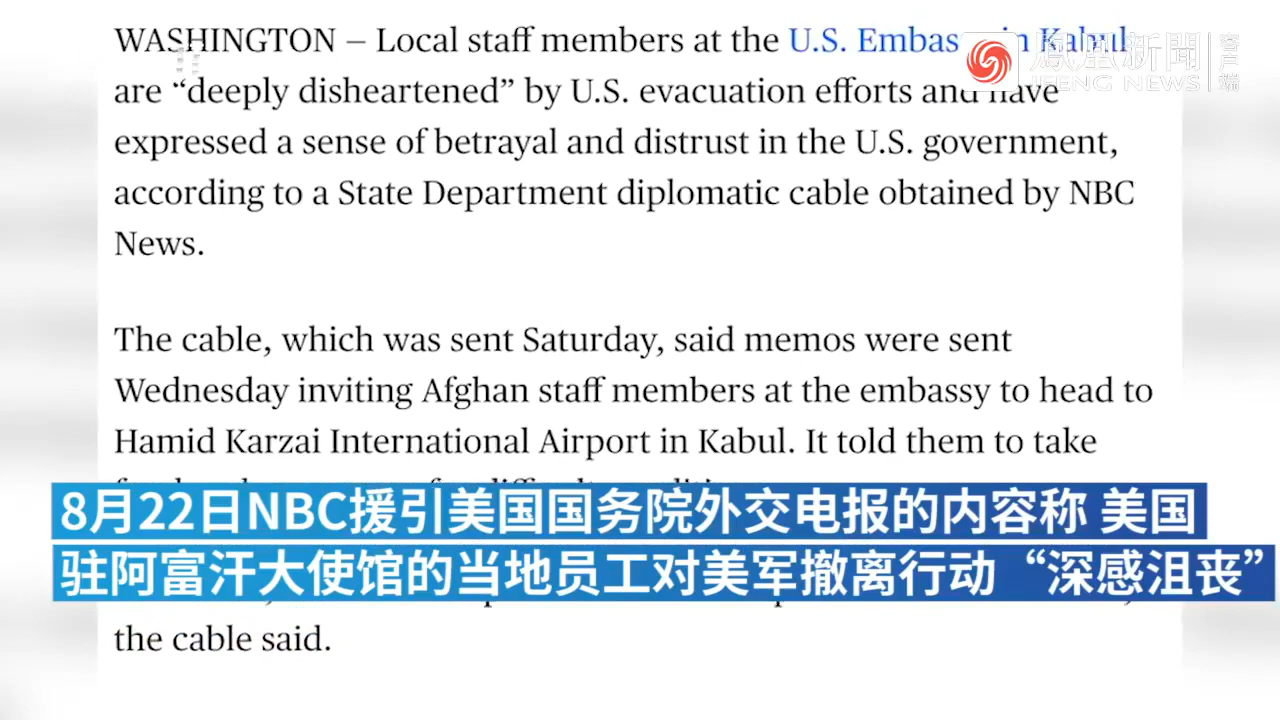 WASHINGTON – Local staff members at the U.S. Embas in Kabul
鳳凰新聞
客户端
IFENG NEWS
are “deeply disheartened” by U.S. evacuation efforts and have
expressed a sense of betrayal and distrust in the U.S. government,
according to a State Department diplomatic cable obtained by NBC
News.
The cable, which was sent Saturday, said memos were sent
Wednesday inviting Afghan staff members at the embassy to head to
Hamid Karzai International Airport in Kabul. It told them to take
8月22日NBC援引美国国务院外交电报的内容称 美国
驻阿富汗大使馆的当地员工对美军撤离行动“深感沮丧”
the cable said.